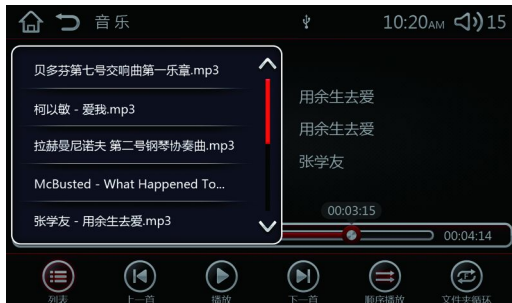 音乐
10:20AM
15
贝多芬第七号交响曲第一乐章.mp3
柯以敏 - 爱我.mp3
拉赫曼尼诺夫 第二号钢琴协奏曲.mp3
McBusted - What Happened To...
张学友 - 用余生去爱.mp3
用余生去爱
用余生去爱
张学友
00:03:15
00:04:14
列表
上一首
播放
下一首
顺序播放
文件夹循环